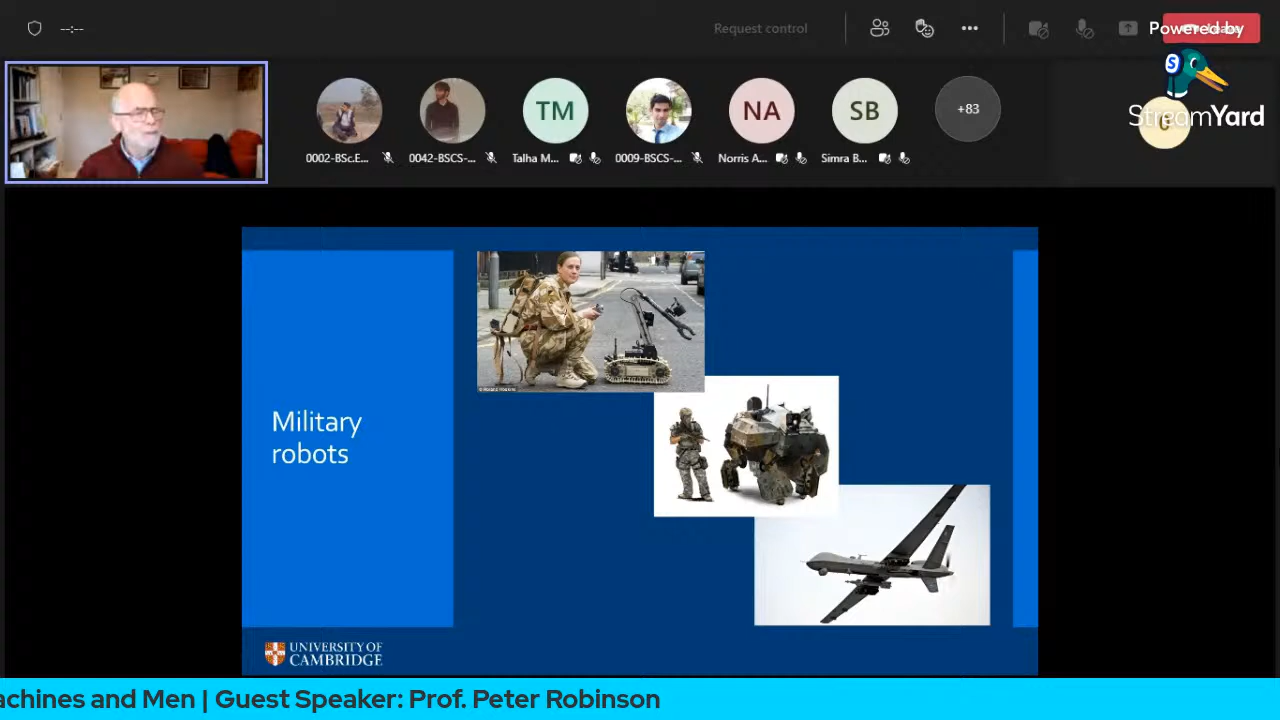 --:--
Request control
Powered by
S
StreamYard
TM
NA
SB
+83
0002-BSc.E...
0042-BSCS-...
Talha M...
0009-BSCS-...
Norris A...
Simra B...
Military
robots
UNIVERSITY OF
CAMBRIDGE
achines and Men | Guest Speaker: Prof. Peter Robinson